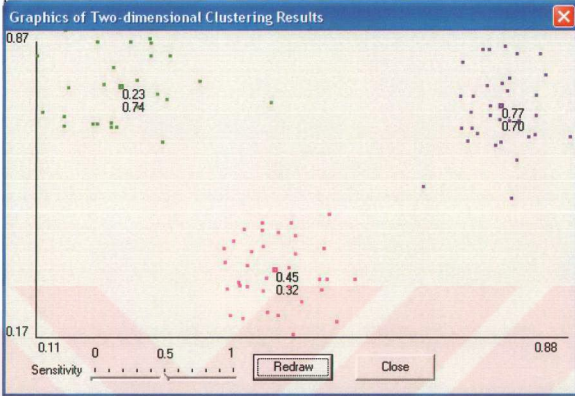 Graphics of Two-dimensional Clustering Results
0.87
0.23
0.74
0.77
0.70
0.45
0.32
0.17
0.11
0.88
0 0.5 1
Sensitivity
Redraw
Close